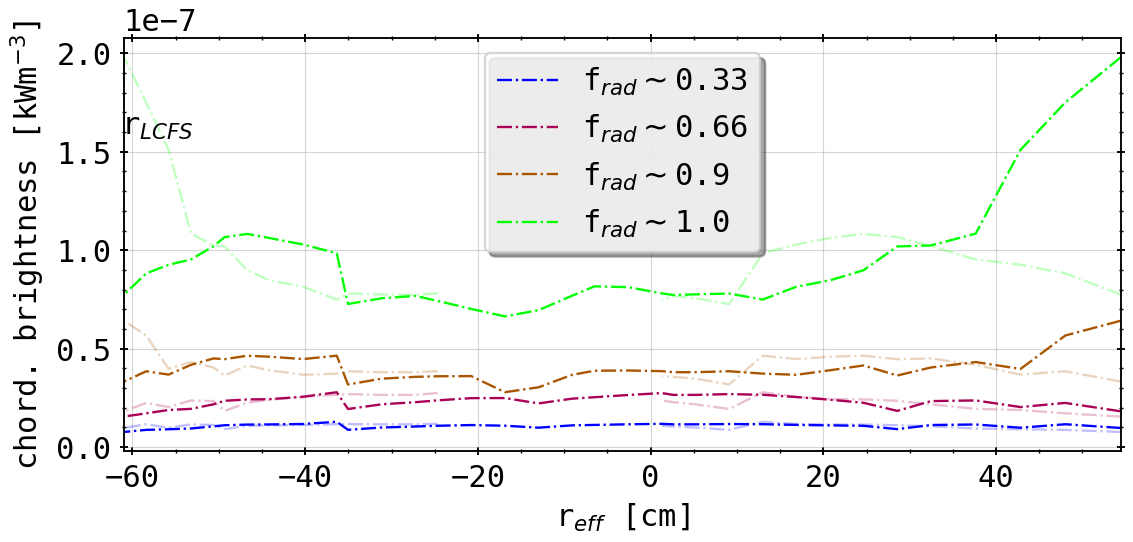 1e−7
chord. brightness [kWm⁻³]
2.0
1.5
1.0
0.5
0.0
r_LCFS
f_rad ∼ 0.33
f_rad ∼ 0.66
f_rad ∼ 0.9
f_rad ∼ 1.0
−60 −40 −20 0 20 40
r_eff [cm]